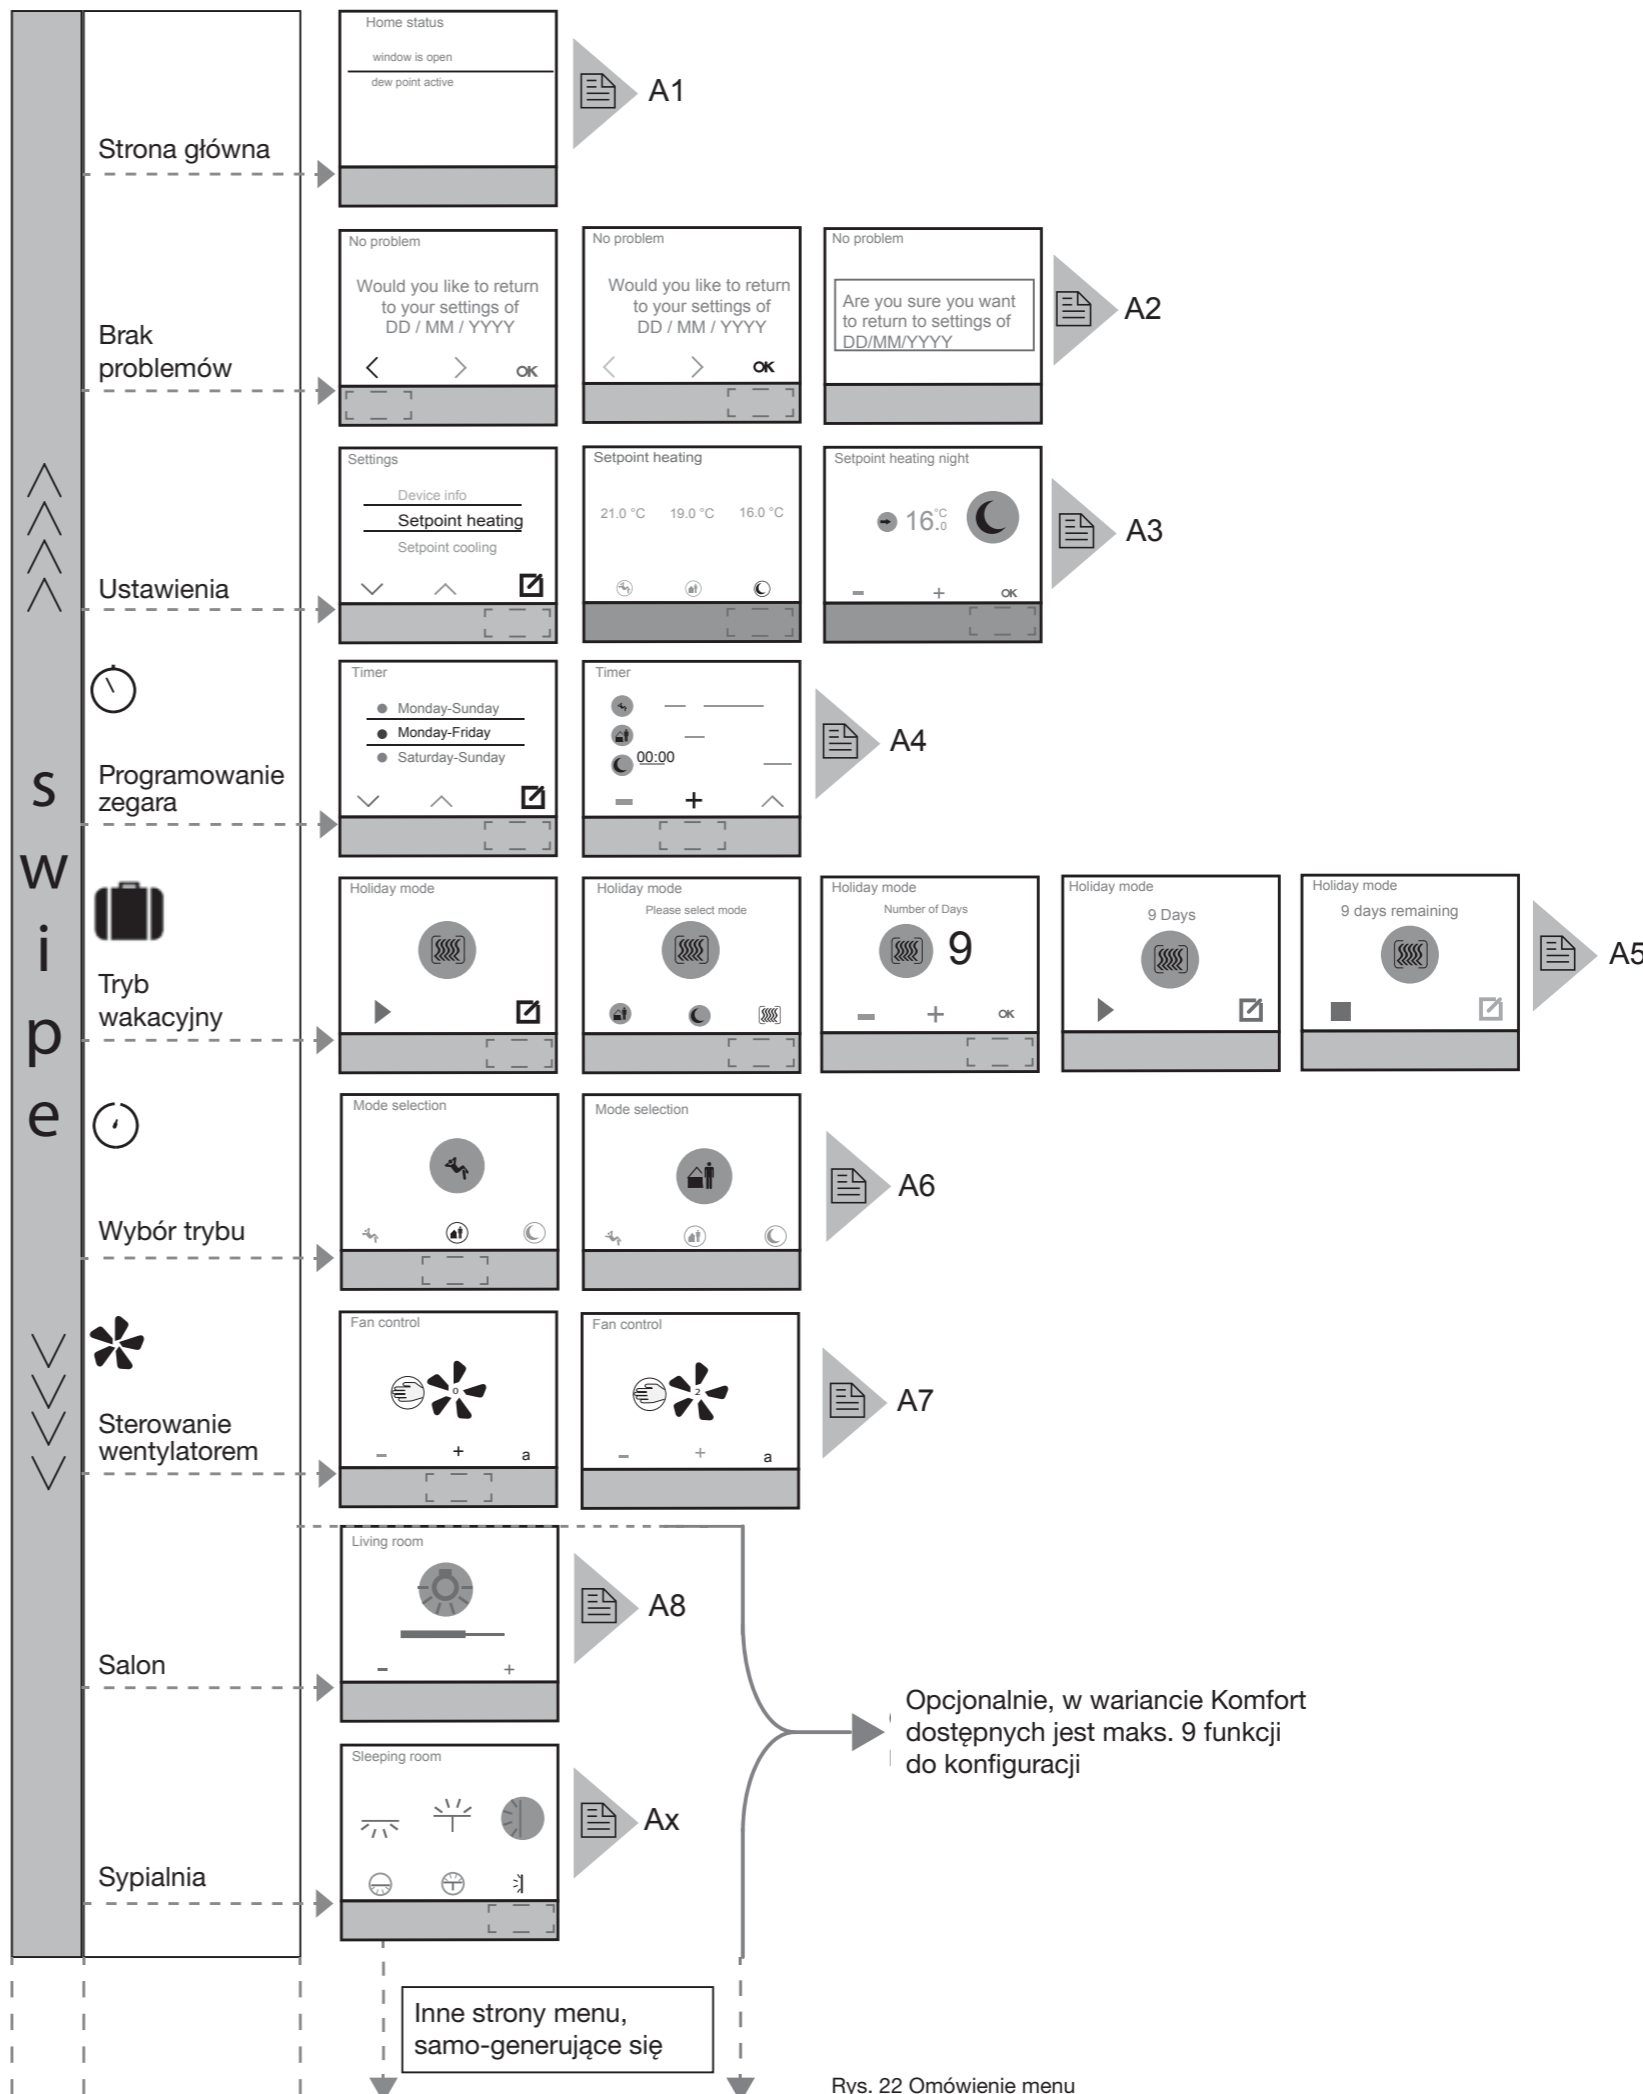 swipe
Strona główna
Home status
window is open
dew point active
A1
Brak
problemów
No problem
Would you like to return
to your settings of
DD / MM / YYYY
OK
No problem
Would you like to return
to your settings of
DD / MM / YYYY
OK
No problem
Are you sure you want
to return to settings of
DD/MM/YYYY
A2
Ustawienia
Settings
Device info
Setpoint heating
Setpoint cooling
Setpoint heating
21.0 °C 19.0 °C 16.0 °C
Setpoint heating night
16.0 °C
- + OK
A3
Programowanie
zegara
Timer
Monday-Sunday
Monday-Friday
Saturday-Sunday
Timer
00:00
- +
A4
Tryb
wakacyjny
Holiday mode
Holiday mode
Please select mode
Holiday mode
Number of Days
9
- + OK
Holiday mode
9 Days
Holiday mode
9 days remaining
A5
Wybór trybu
Mode selection
Mode selection
A6
Sterowanie
wentylatorem
Fan control
0
- + a
Fan control
2
- + a
A7
Salon
Living room
- +
A8
Opcjonalnie, w wariancie Komfort
dostępnych jest maks. 9 funkcji
do konfiguracji
Sypialnia
Sleeping room
Ax
Inne strony menu,
samo-generujące się
Rys. 22 Omówienie menu